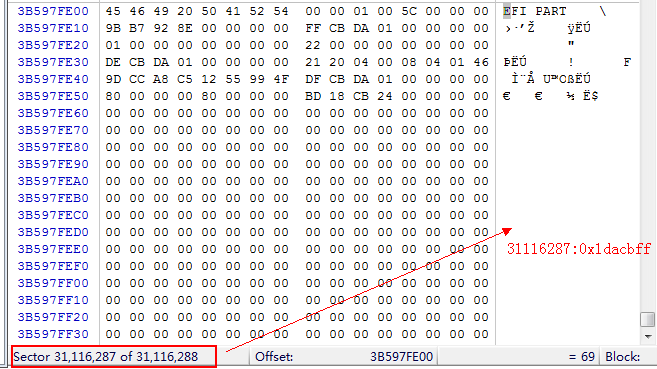 3B597FE00 45 46 49 20 50 41 52 54 00 00 01 00 5C 00 00 00 EFI PART \
3B597FE10 9B B7 92 8E 00 00 00 00 FF CB DA 01 00 00 00 00 ›·’Ž ÿËÚ
3B597FE20 01 00 00 00 00 00 00 00 22 00 00 00 00 00 00 00 "
3B597FE30 DE CB DA 01 00 00 00 00 21 20 04 00 08 04 01 46 ÞËÚ ! F
3B597FE40 9D CC A8 C5 12 55 99 4F DF CB DA 01 00 00 00 00 Ì¨Å U™OßËÚ
3B597FE50 80 00 00 00 80 00 00 00 BD 18 CB 24 00 00 00 00 € € ½ Ë$
3B597FE60 00 00 00 00 00 00 00 00 00 00 00 00 00 00 00 00
3B597FE70 00 00 00 00 00 00 00 00 00 00 00 00 00 00 00 00
3B597FE80 00 00 00 00 00 00 00 00 00 00 00 00 00 00 00 00
3B597FE90 00 00 00 00 00 00 00 00 00 00 00 00 00 00 00 00
3B597FEA0 00 00 00 00 00 00 00 00 00 00 00 00 00 00 00 00
3B597FEB0 00 00 00 00 00 00 00 00 00 00 00 00 00 00 00 00
3B597FEC0 00 00 00 00 00 00 00 00 00 00 00 00 00 00 00 00
3B597FED0 00 00 00 00 00 00 00 00 00 00 00 00 00 00 00 00
3B597FEE0 00 00 00 00 00 00 00 00 00 00 00 00 00 00 00 00
31116287:0x1dacbff
3B597FEF0 00 00 00 00 00 00 00 00 00 00 00 00 00 00 00 00
3B597FF00 00 00 00 00 00 00 00 00 00 00 00 00 00 00 00 00
3B597FF10 00 00 00 00 00 00 00 00 00 00 00 00 00 00 00 00
3B597FF20 00 00 00 00 00 00 00 00 00 00 00 00 00 00 00 00
3B597FF30 00 00 00 00 00 00 00 00 00 00 00 00 00 00 00 00
Sector 31,116,287 of 31,116,288 Offset: 3B597FE00 = 69 Block: